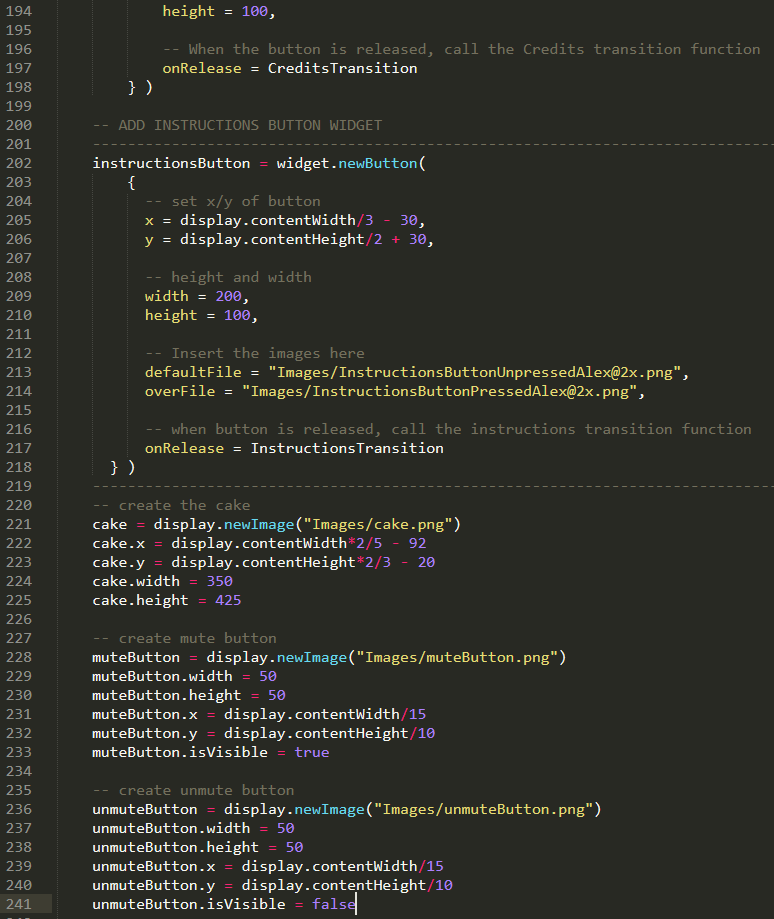 194 height = 100,
195
196 -- When the button is released, call the Credits transition function
197 onRelease = CreditsTransition
198 } )
199
200 -- ADD INSTRUCTIONS BUTTON WIDGET
201 -----------------------------------------------------------------------------
202 instructionsButton = widget.newButton(
203 {
204 -- set x/y of button
205 x = display.contentWidth/3 - 30,
206 y = display.contentHeight/2 + 30,
207
208 -- height and width
209 width = 200,
210 height = 100,
211
212 -- Insert the images here
213 defaultFile = "Images/InstructionsButtonUnpressedAlex@2x.png",
214 overFile = "Images/InstructionsButtonPressedAlex@2x.png",
215
216 -- when button is released, call the instructions transition function
217 onRelease = InstructionsTransition
218 } )
219 -----------------------------------------------------------------------------
220 -- create the cake
221 cake = display.newImage("Images/cake.png")
222 cake.x = display.contentWidth*2/5 - 92
223 cake.y = display.contentHeight*2/3 - 20
224 cake.width = 350
225 cake.height = 425
226
227 -- create mute button
228 muteButton = display.newImage("Images/muteButton.png")
229 muteButton.width = 50
230 muteButton.height = 50
231 muteButton.x = display.contentWidth/15
232 muteButton.y = display.contentHeight/10
233 muteButton.isVisible = true
234
235 -- create unmute button
236 unmuteButton = display.newImage("Images/unmuteButton.png")
237 unmuteButton.width = 50
238 unmuteButton.height = 50
239 unmuteButton.x = display.contentWidth/15
240 unmuteButton.y = display.contentHeight/10
241 unmuteButton.isVisible = false